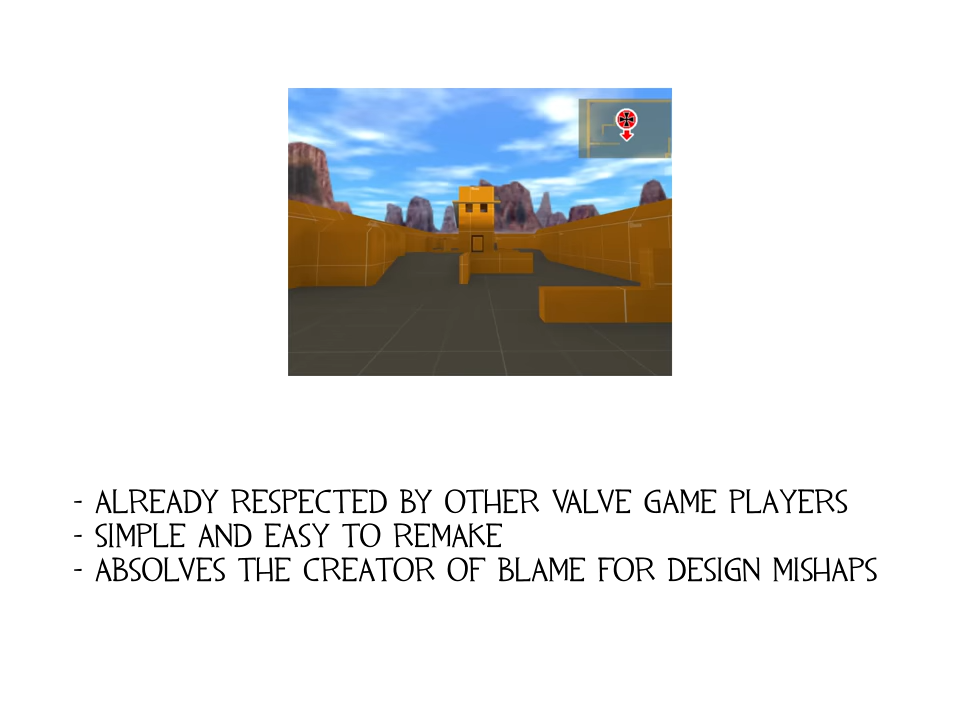 - ALREADY RESPECTED BY OTHER VALVE GAME PLAYERS
- SIMPLE AND EASY TO REMAKE
- ABSOLVES THE CREATOR OF BLAME FOR DESIGN MISHAPS